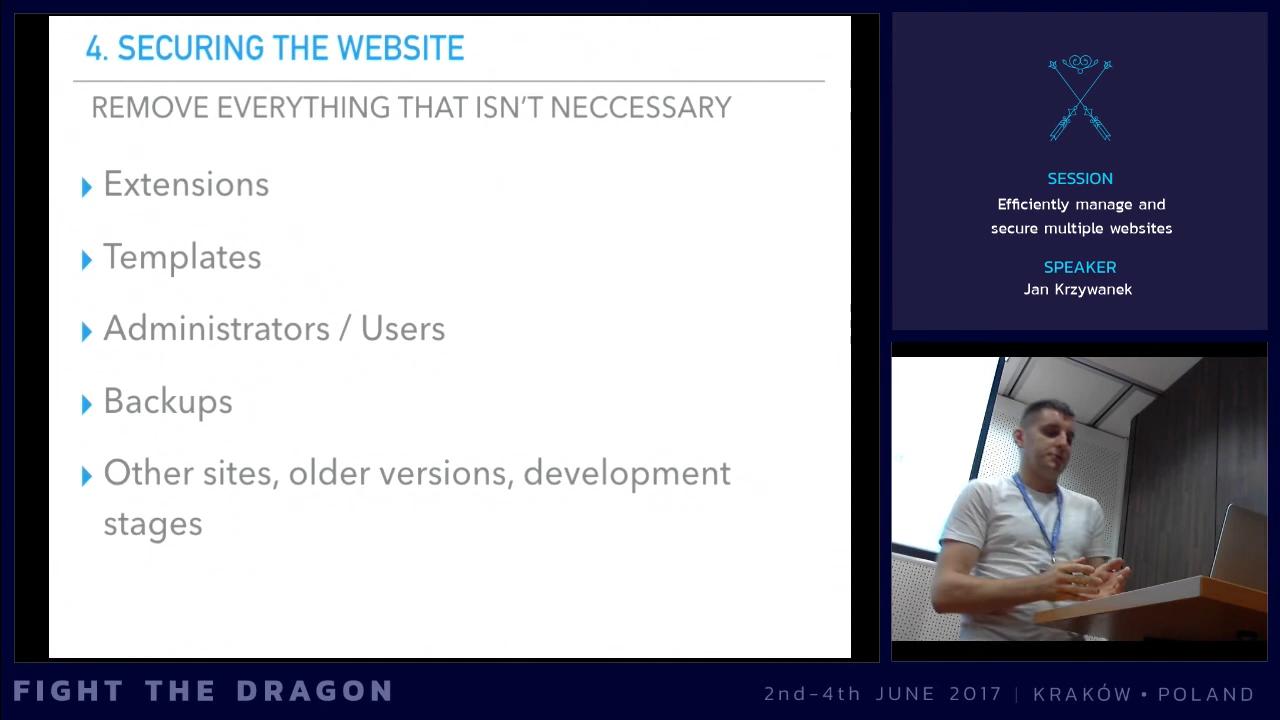 4. SECURING THE WEBSITE
REMOVE EVERYTHING THAT ISN'T NECCESSARY
Extensions
Templates
Administrators / Users
Backups
Other sites, older versions, development
stages
SESSION
Efficiently manage and
secure multiple websites
SPEAKER
Jan Krzywanek
FIGHT THE DRAGON
2nd-4th JUNE 2017 | KRAKÓW • POLAND